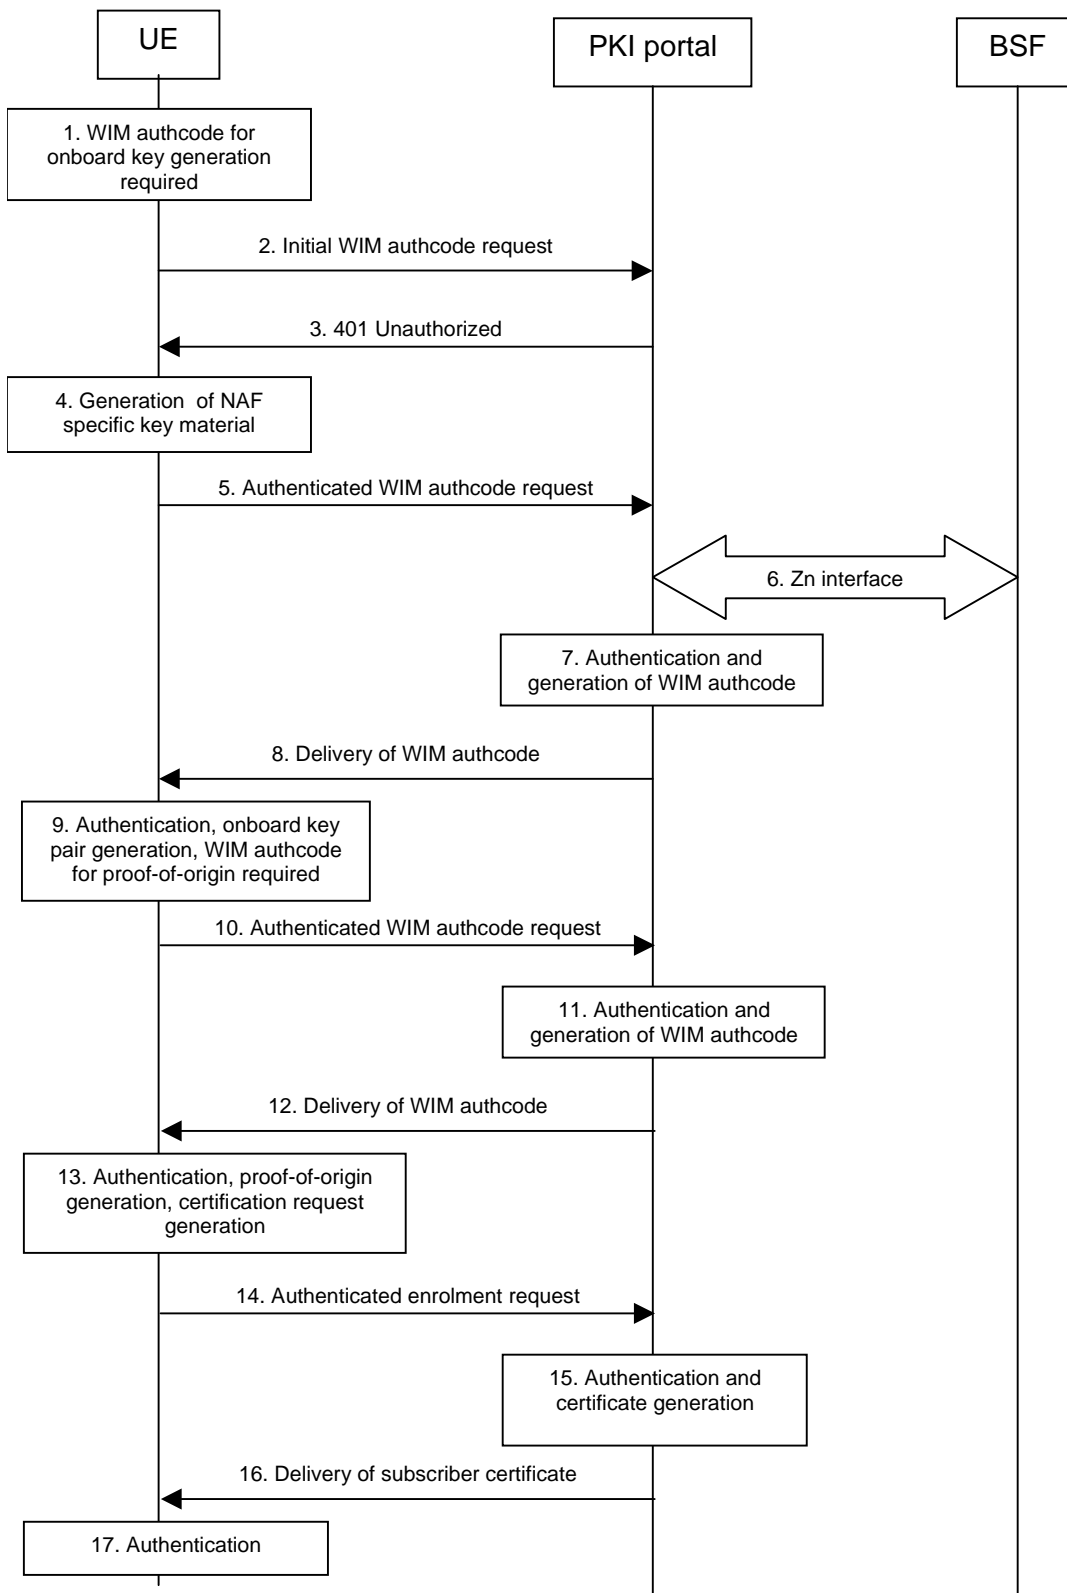 UE
PKI portal
BSF
1. WIM authcode for
onboard key generation
required
2. Initial WIM authcode request
3. 401 Unauthorized
4. Generation of NAF
specific key material
5. Authenticated WIM authcode request
6. Zn interface
7. Authentication and
generation of WIM authcode
8. Delivery of WIM authcode
9. Authentication, onboard key
pair generation, WIM authcode
for proof-of-origin required
10. Authenticated WIM authcode request
11. Authentication and
generation of WIM authcode
12. Delivery of WIM authcode
13. Authentication, proof-of-origin
generation, certification request
generation
14. Authenticated enrolment request
15. Authentication and
certificate generation
16. Delivery of subscriber certificate
17. Authentication